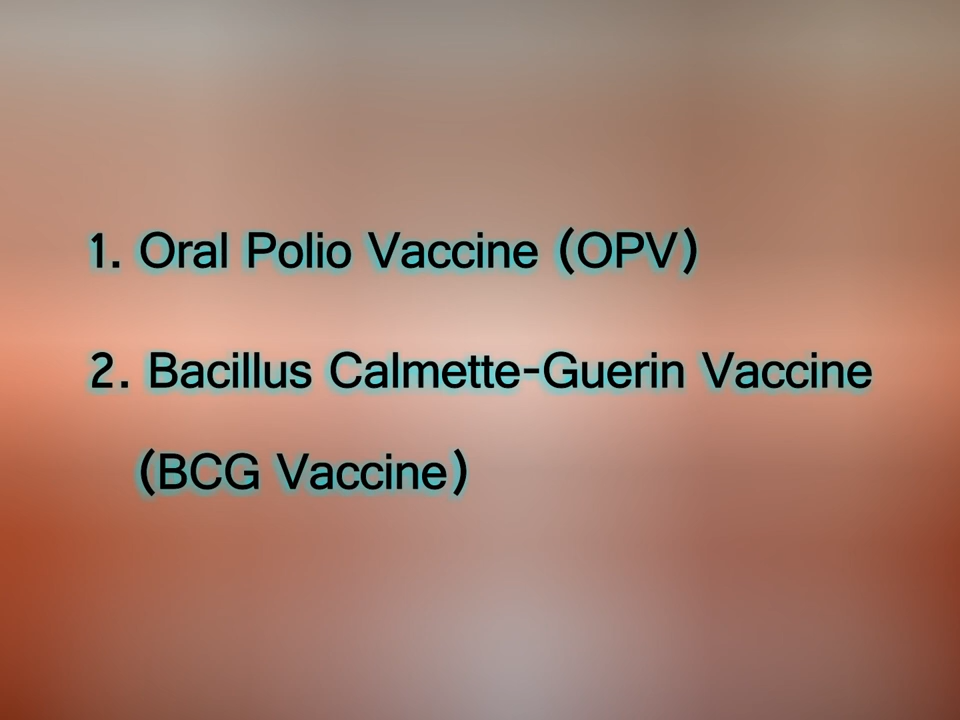 1. Oral Polio Vaccine (OPV)
2. Bacillus Calmette-Guerin Vaccine
(BCG Vaccine)